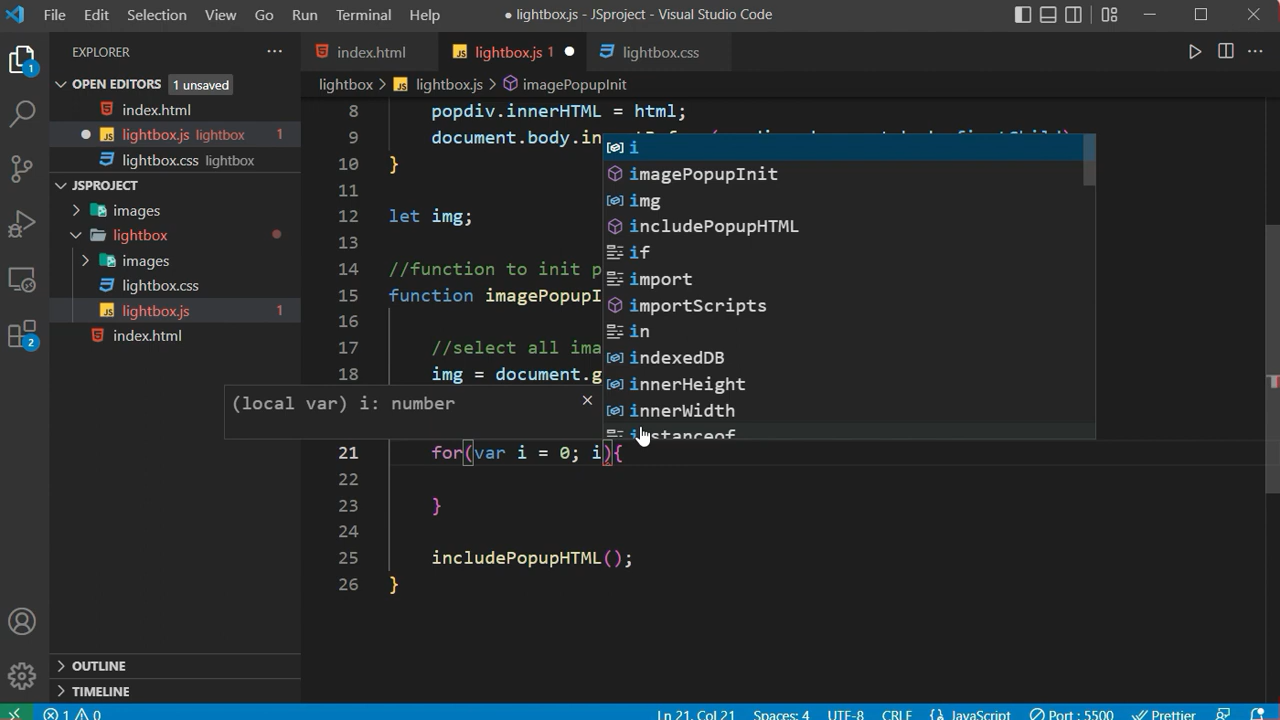 File Edit Selection View Go Run Terminal Help ● lightbox.js - JSproject - Visual Studio Code
EXPLORER ···
index.html lightbox.js 1 ● lightbox.css
OPEN EDITORS 1 unsaved
index.html
● lightbox.js lightbox 1
lightbox.css lightbox
JSPROJECT
images
lightbox
images
lightbox.css
lightbox.js 1
index.html
OUTLINE
TIMELINE
1
2
lightbox > lightbox.js > imagePopupInit
8 popdiv.innerHTML = html;
9 document.body.in
10 }
11
12 let img;
13
14 //function to init p
15 function imagePopupI
16
17 //select all ima
18 img = document.g
21 for(var i = 0; i){
22
23 }
24
25 includePopupHTML();
26 }
i
imagePopupInit
img
includePopupHTML
if
import
importScripts
in
indexedDB
innerHeight
innerWidth
instanceof
(local var) i: number ×
1 0 Ln 21, Col 21 Spaces: 4 UTF-8 CRLF {} JavaScript Port : 5500 Prettier